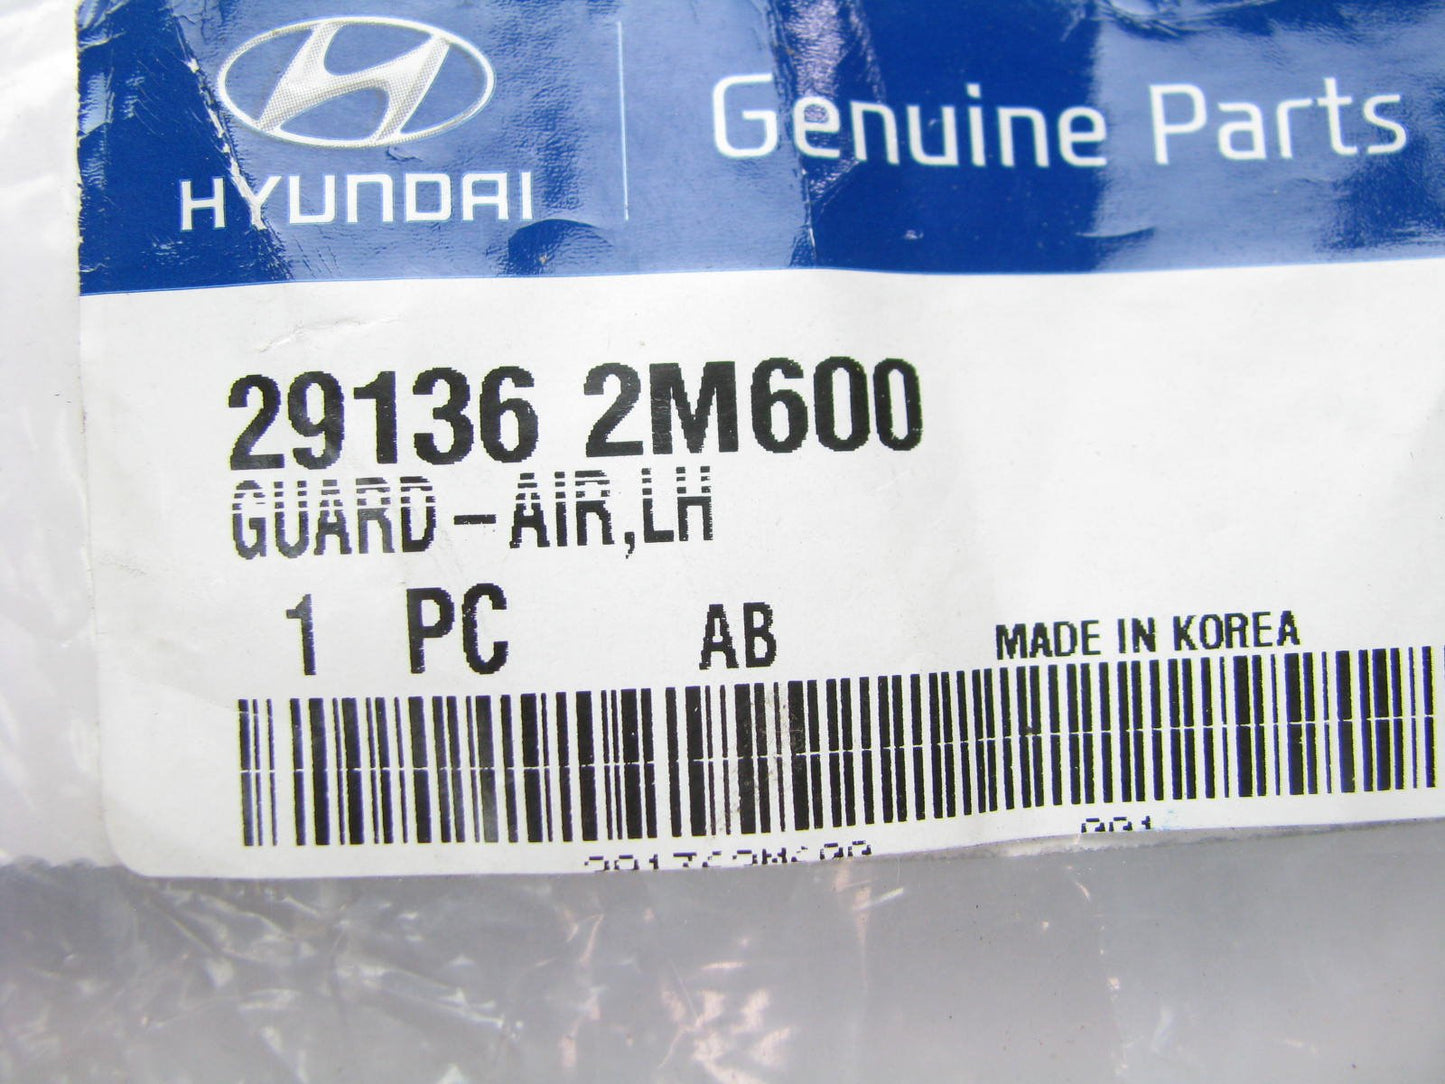 HYUNDAI
Genuine Parts
29136 2M600
GUARD-AIR,LH
1 PC AB
MADE IN KOREA